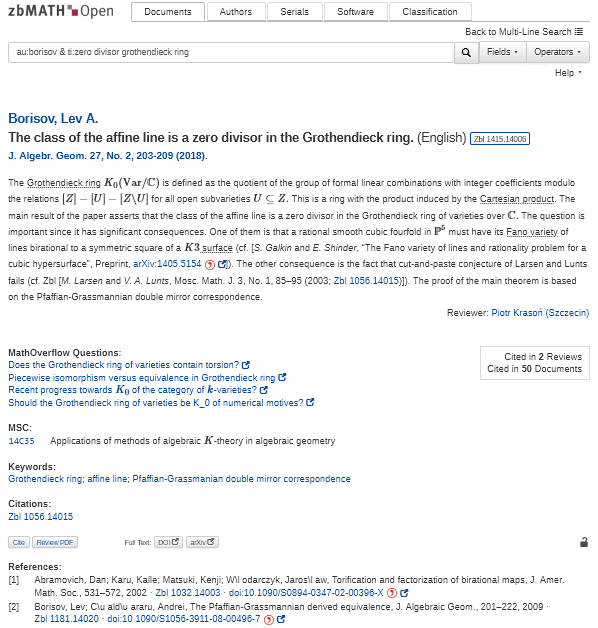 zbMATH Open
Documents Authors Serials Software Classification
Back to Multi-Line Search
au:borisov & ti:zero divisor grothendieck ring Fields Operators
Help
Borisov, Lev A.
The class of the affine line is a zero divisor in the Grothendieck ring. (English) Zbl 1415.14006
J. Algebr. Geom. 27, No. 2, 203-209 (2018).
The Grothendieck ring K₀(Var/ℂ) is defined as the quotient of the group of formal linear combinations with integer coefficients modulo
the relations [Z] − [U] − [Z\U] for all open subvarieties U ⊆ Z. This is a ring with the product induced by the Cartesian product. The
main result of the paper asserts that the class of the affine line is a zero divisor in the Grothendieck ring of varieties over ℂ. The question is
important since it has significant consequences. One of them is that a rational smooth cubic fourfold in ℙ⁵ must have its Fano variety of
lines birational to a symmetric square of a K3 surface (cf. [S. Galkin and E. Shinder, "The Fano variety of lines and rationality problem for a
cubic hypersurface", Preprint, arXiv:1405.5154]). The other consequence is the fact that cut-and-paste conjecture of Larsen and Lunts
fails (cf. Zbl [M. Larsen and V. A. Lunts, Mosc. Math. J. 3, No. 1, 85–95 (2003; Zbl 1056.14015)]). The proof of the main theorem is based
on the Pfaffian-Grassmannian double mirror correspondence.
Reviewer: Piotr Krasoń (Szczecin)
MathOverflow Questions:
Does the Grothendieck ring of varieties contain torsion?
Piecewise isomorphism versus equivalence in Grothendieck ring
Recent progress towards K₀ of the category of k-varieties?
Should the Grothendieck ring of varieties be K_0 of numerical motives?
Cited in 2 Reviews
Cited in 50 Documents
MSC:
14C35 Applications of methods of algebraic K-theory in algebraic geometry
Keywords:
Grothendieck ring; affine line; Pfaffian-Grassmanian double mirror correspondence
Citations:
Zbl 1056.14015
Cite Review PDF Full Text: DOI arXiv
References:
[1] Abramovich, Dan; Karu, Kalle; Matsuki, Kenji; W\l odarczyk, Jaros\l aw, Torification and factorization of birational maps, J. Amer.
Math. Soc., 531–572, 2002 · Zbl 1032.14003 · doi:10.1090/S0894-0347-02-00396-X
[2] Borisov, Lev; C\u ald\u araru, Andrei, The Pfaffian-Grassmannian derived equivalence, J. Algebraic Geom., 201–222, 2009 ·
Zbl 1181.14020 · doi:10.1090/S1056-3911-08-00496-7